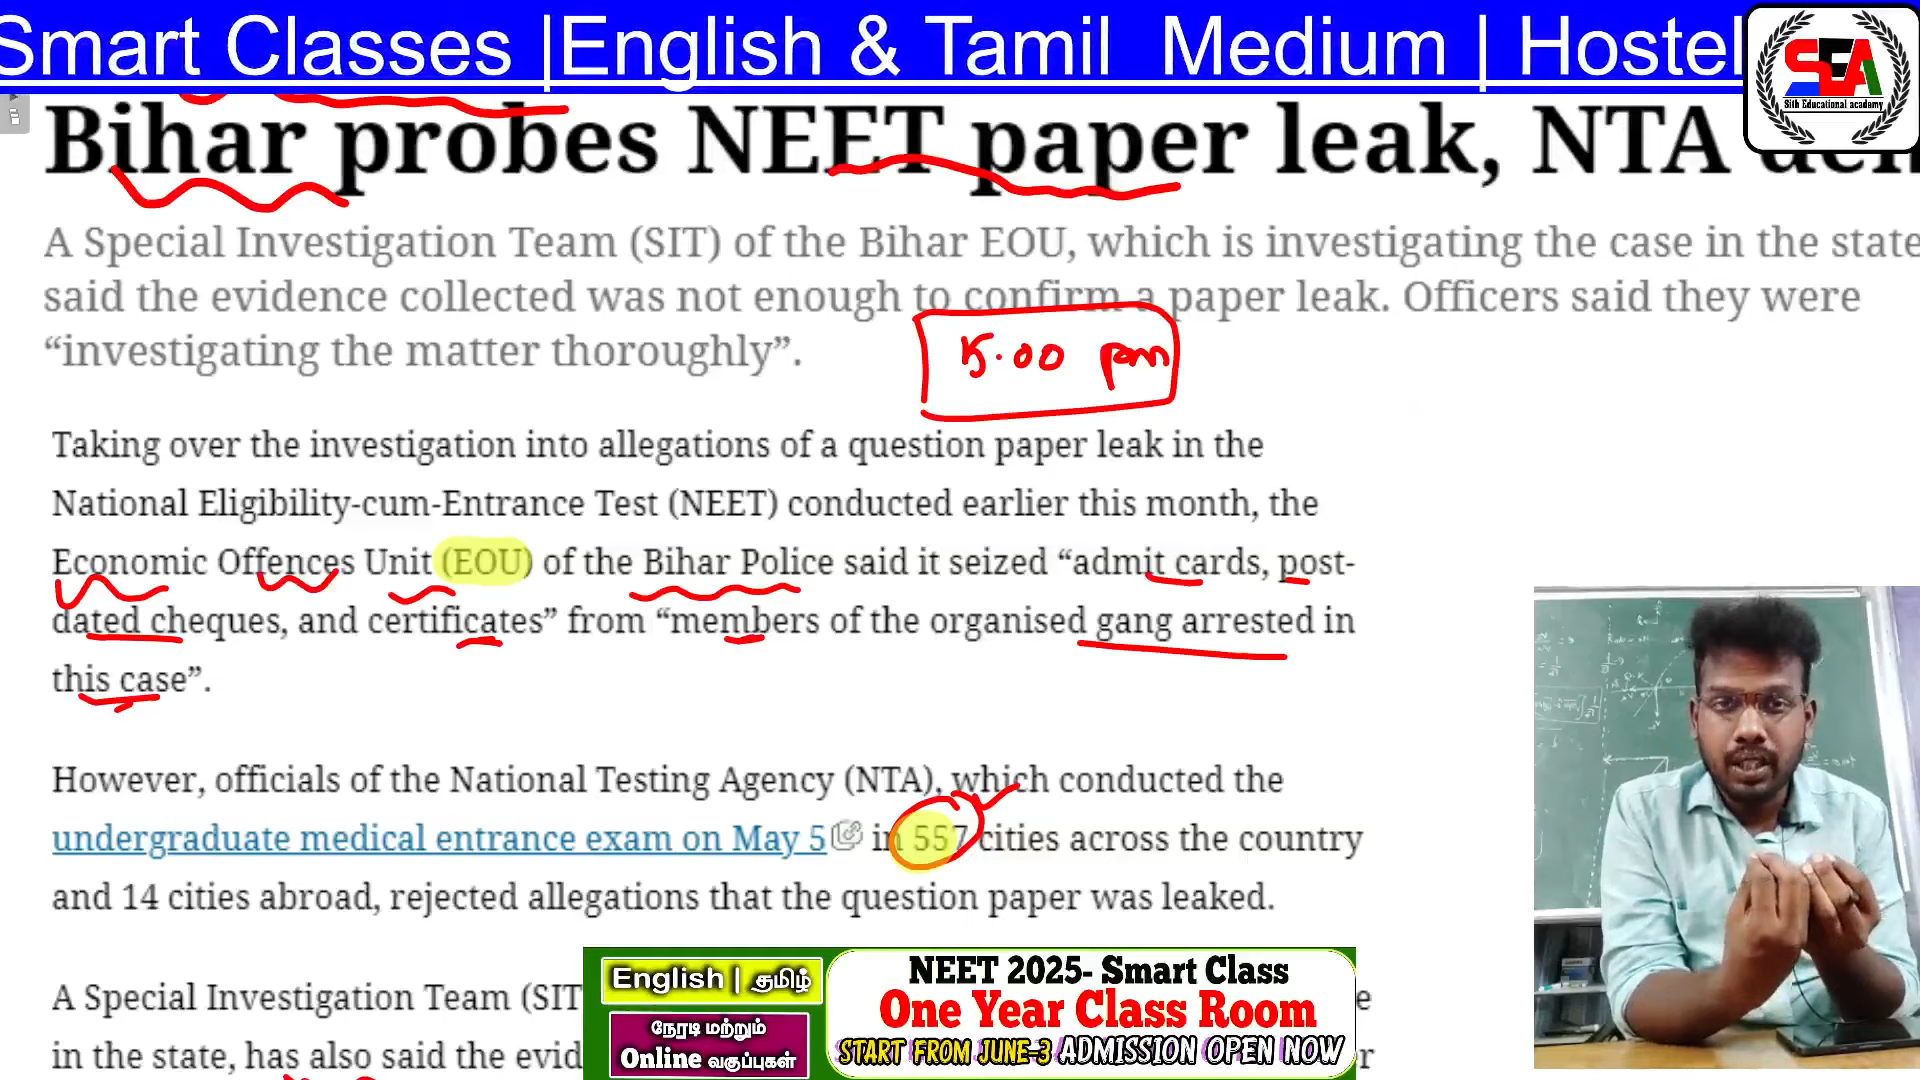 Smart Classes |English & Tamil Medium | Hostel
SEA
Sith Educational academy
Bihar probes NEET paper leak, NTA
A Special Investigation Team (SIT) of the Bihar EOU, which is investigating the case in the state
said the evidence collected was not enough to confirm a paper leak. Officers said they were
“investigating the matter thoroughly”.
5.00 pm
Taking over the investigation into allegations of a question paper leak in the
National Eligibility-cum-Entrance Test (NEET) conducted earlier this month, the
Economic Offences Unit (EOU) of the Bihar Police said it seized “admit cards, post-
dated cheques, and certificates” from “members of the organised gang arrested in
this case”.
However, officials of the National Testing Agency (NTA), which conducted the
undergraduate medical entrance exam on May 5 in 557 cities across the country
and 14 cities abroad, rejected allegations that the question paper was leaked.
A Special Investigation Team (SIT
in the state, has also said the evid
English | தமிழ்
நேரடி மற்றும்
Online வகுப்புகள்
NEET 2025- Smart Class
One Year Class Room
START FROM JUNE-3 ADMISSION OPEN NOW